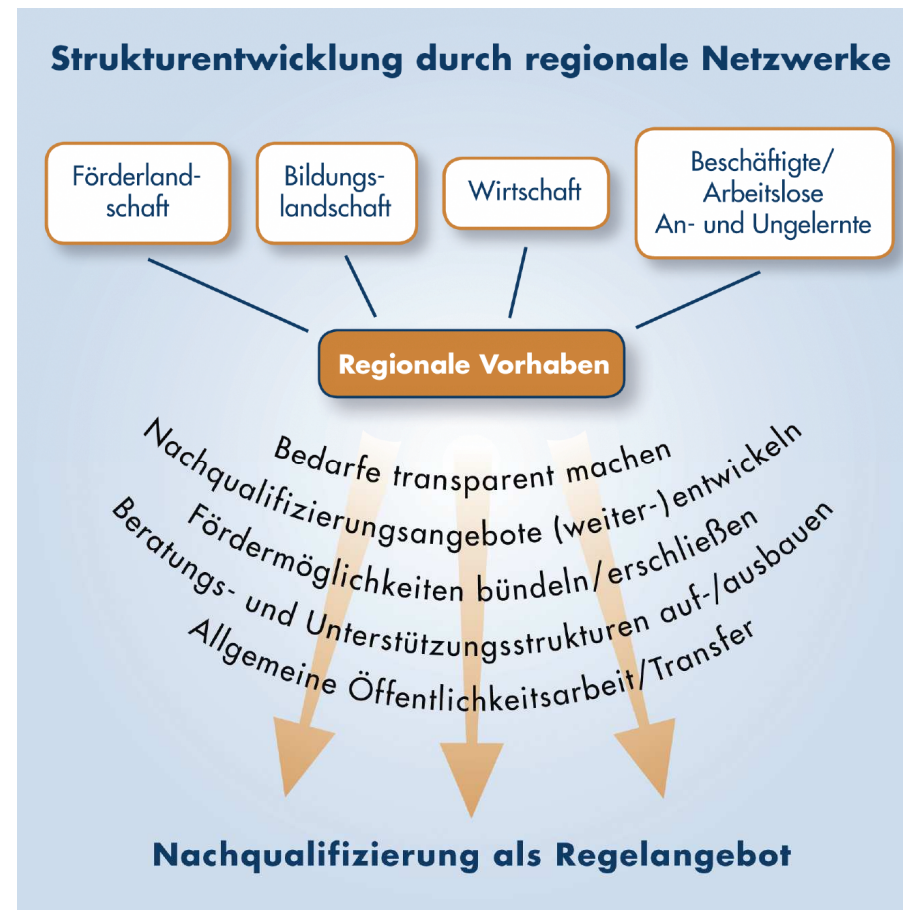 Strukturentwicklung durch regionale Netzwerke
Förderland-
schaft
Bildungs-
landschaft
Wirtschaft
Beschäftigte/
Arbeitslose
An- und Ungelernte
Regionale Vorhaben
Bedarfe transparent machen
Nachqualifizierungsangebote (weiter-)entwickeln
Fördermöglichkeiten bündeln/erschließen
Beratungs- und Unterstützungsstrukturen auf-/ausbauen
Allgemeine Öffentlichkeitsarbeit/Transfer
Nachqualifizierung als Regelangebot